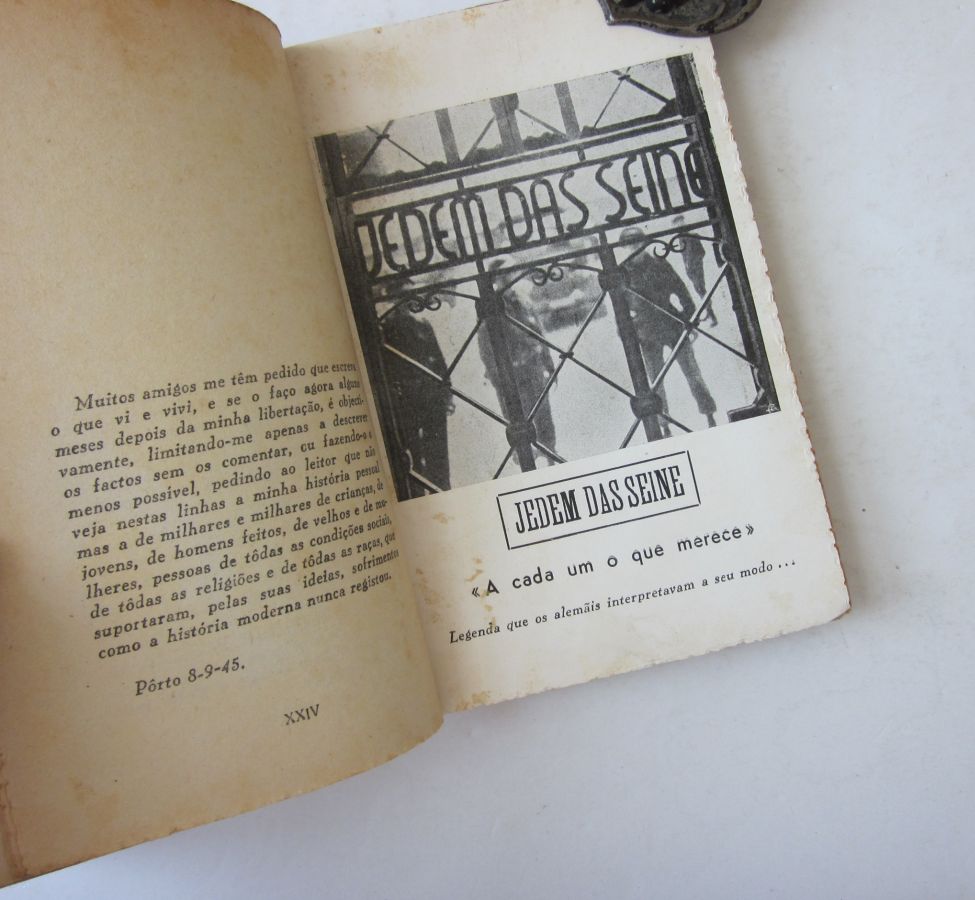 Muitos amigos me têm pedido que escreva
o que vi e vivi, e se o faço agora alguns
meses depois da minha libertação, é objecti-
vamente, limitando-me apenas a descrever
os factos sem os comentar, ou fazendo-o o
menos possível, pedindo ao leitor que não
veja nestas linhas a minha história pessoal
mas a de milhares e milhares de crianças, de
jovens, de homens feitos, de velhos e de mu-
lheres, pessoas de tôdas as condições sociais,
de tôdas as religiões e de tôdas as raças, que
suportaram, pelas suas ideias, sofrimentos
como a história moderna nunca registou.
Pôrto 8-9-45.
XXIV
JEDEM DAS SEINE
JEDEM DAS SEINE
«A cada um o que merece»
Legenda que os alemãis interpretavam a seu modo ...